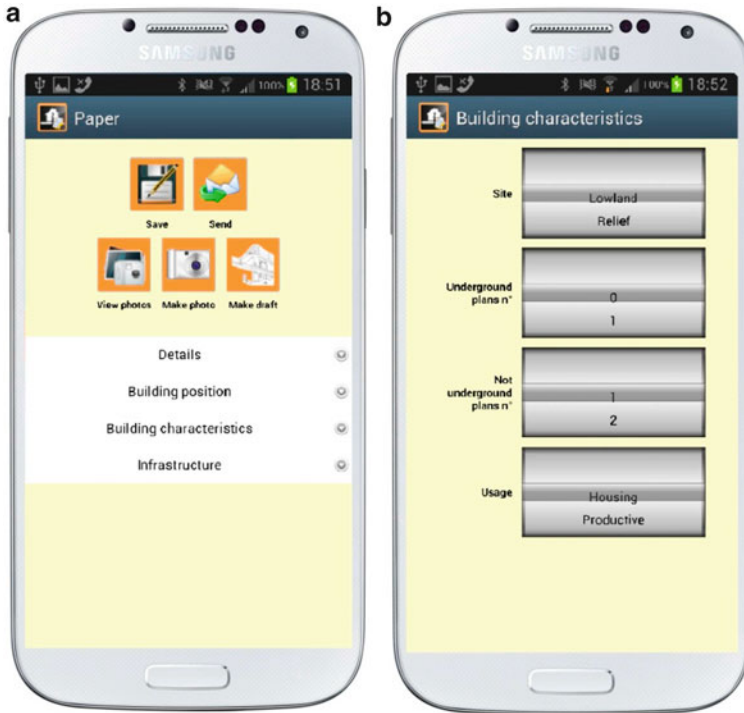 a
SAMSUNG
100% 18:51
Paper
Save Send
View photos Make photo Make draft
Details
Building position
Building characteristics
Infrastructure
b
SAMSUNG
100% 18:52
Building characteristics
Site
Lowland
Relief
Underground
plans n°
0
1
Not
underground
plans n°
1
2
Usage
Housing
Productive